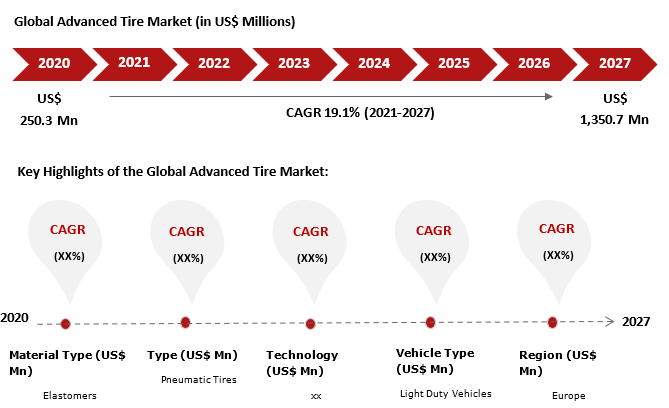 Global Advanced Tire Market (in US$ Millions)
2020 2021 2022 2023 2024 2025 2026 2027
US$
250.3 Mn
CAGR 19.1% (2021-2027)
US$
1,350.7 Mn
Key Highlights of the Global Advanced Tire Market:
CAGR CAGR CAGR CAGR CAGR
(XX%) (XX%) (XX%) (XX%) (XX%)
2020 2027
Material Type (US$
Mn)
Elastomers
Type (US$ Mn)
Pneumatic Tires
Technology
(US$ Mn)
xx
Vehicle Type
(US$ Mn)
Light Duty Vehicles
Region (US$
Mn)
Europe